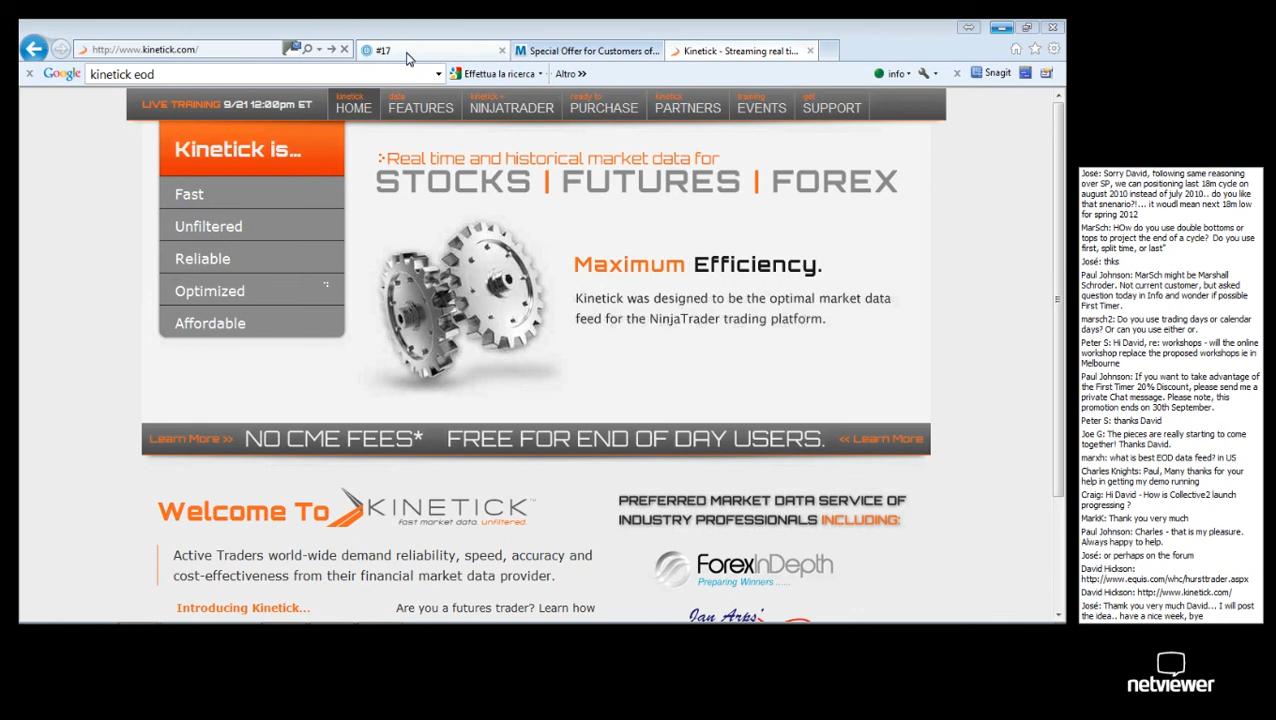 http://www.kinetick.com/
#17
Special Offer for Customers of...
Kinetick - Streaming real ti...
Google
kinetick eod
Effettua la ricerca
Altro »
info
Snagit
LIVE TRAINING 9/21 12:00pm ET
kinetick
HOME
data
FEATURES
kinetick +
NINJATRADER
ready to
PURCHASE
kinetick
PARTNERS
training
EVENTS
get
SUPPORT
Kinetick is...
Fast
Unfiltered
Reliable
Optimized
Affordable
Real time and historical market data for
STOCKS | FUTURES | FOREX
Maximum Efficiency.
Kinetick was designed to be the optimal market data
feed for the NinjaTrader trading platform.
Learn More >> NO CME FEES* FREE FOR END OF DAY USERS. << Learn More
Welcome To KINETICK™
fast market data. unfiltered.
Active Traders world-wide demand reliability, speed, accuracy and
cost-effectiveness from their financial market data provider.
Introducing Kinetick...
Are you a futures trader? Learn how
PREFERRED MARKET DATA SERVICE OF
INDUSTRY PROFESSIONALS INCLUDING:
ForexInDepth
Preparing Winners ......
Jan Arps'
José: Sorry David, following same reasoning
over SP, we can positioning last 18m cycle on
august 2010 instead of july 2010.. do you like
that snenario?!... it woudl mean next 18m low
for spring 2012
MarSch: HOw do you use double bottoms or
tops to project the end of a cycle? Do you use
first, split time, or last"
José: thks
Paul Johnson: MarSch might be Marshall
Schroder. Not current customer, but asked
question today in Info and wonder if possible
First Timer.
marsch2: Do you use trading days or calendar
days? Or can you use either or.
Peter S: Hi David, re: workshops - will the online
workshop replace the proposed workshops ie in
Melbourne
Paul Johnson: If you want to take advantage of
the First Timer 20% Discount, please send me a
private Chat message. Please note, this
promotion ends on 30th September.
Peter S: thanks David
Joe G: The pieces are really starting to come
together! Thanks David.
marxh: what is best EOD data feed? in US
Charles Knights: Paul, Many thanks for your
help in getting my demo running
Craig: Hi David - How is Collective2 launch
progressing ?
MarkK: Thank you very much
Paul Johnson: Charles - that is my pleasure.
Always happy to help.
José: or perhaps on the forum
David Hickson:
http://www.equis.com/whc/hursttrader.aspx
David Hickson: http://www.kinetick.com/
José: Thamk you very much David... I will post
the idea.. have a nice week, bye
netviewer